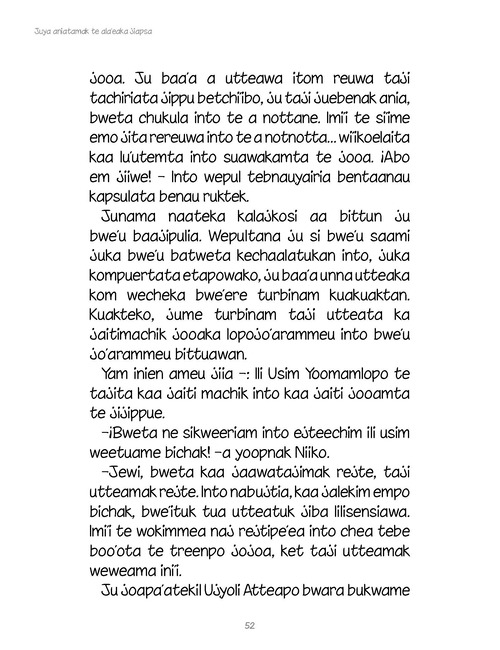 Juya aniatamak te ala'eaka Jiapsa
jooa. Ju baa'a a utteawa itom reuwa taji
tachiriata jippu betchi'ibo, ju taji juebenak ania,
bweta chukula into te a nottane. Imi'i te si'ime
emo jita rereuwa into te a notnotta... wiikoelaita
kaa lu'utemta into suawakamta te jooa. ¡Abo
em jiiwe! – Into wepul tebnauyairia bentaanau
kapsulata benau ruktek.
Junama naateka kalajkosi aa bittun ju
bwe'u baajipulia. Wepultana ju si bwe'u saami
juka bwe'u batweta kechaalatukan into, juka
kompuertata etapowako, ju baa'a unna utteaka
kom wecheka bwe'ere turbinam kuakuaktan.
Kuakteko, jume turbinam taji utteata ka
jaitimachik jooaka lopojo'arammeu into bwe'u
jo'arammeu bittuawan.
Yam inien ameu jiia –: Ili Usim Yoomamlopo te
tajita kaa jaiti machik into kaa jaiti jooamta
te jijippue.
–¡Bweta ne sikweeriam into ejteechim ili usim
weetuame bichak! –a yoopnak Niiko.
–Jewi, bweta kaa jaawatajimak rejte, taji
utteamak rejte. Into nabujtia, kaa jalekim empo
bichak, bwe'ituk tua utteatuk jiba lilisensiawa.
Imi'i te wokimmea naj rejtipe'ea into chea tebe
boo'ota te treenpo jojoa, ket taji utteamak
weweama ini'i.
Ju joapa'atekil Ujyoli Atteapo bwara bukwame
52